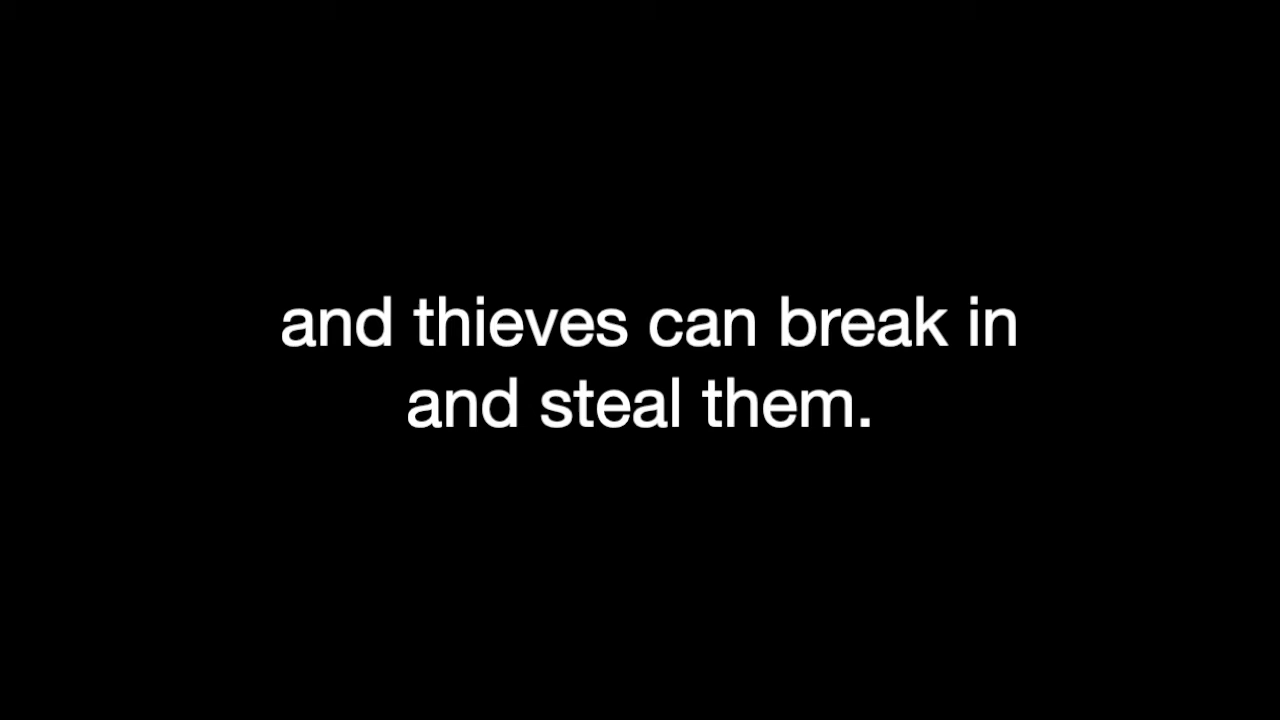 and thieves can break in
and steal them.